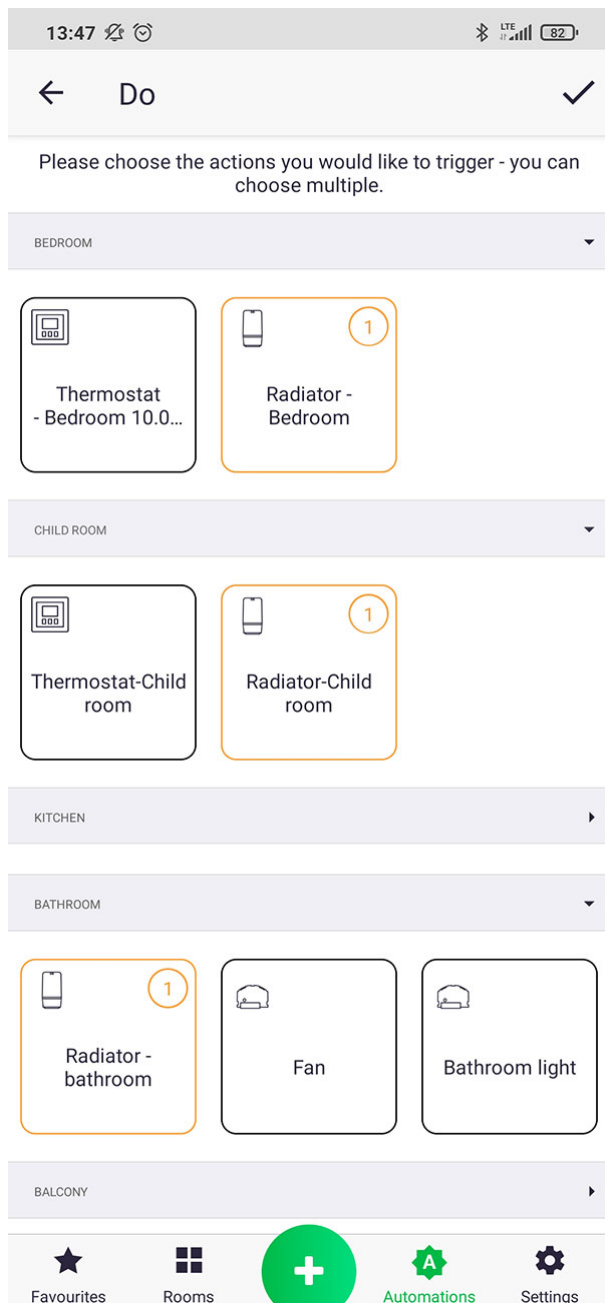 13:47
LTE
82
Do
Please choose the actions you would like to trigger - you can
choose multiple.
BEDROOM
1
Thermostat
- Bedroom 10.0...
Radiator -
Bedroom
CHILD ROOM
1
Thermostat-Child
room
Radiator-Child
room
KITCHEN
BATHROOM
1
Radiator -
bathroom
Fan
Bathroom light
BALCONY
+
A
Favourites
Rooms
Automations
Settings